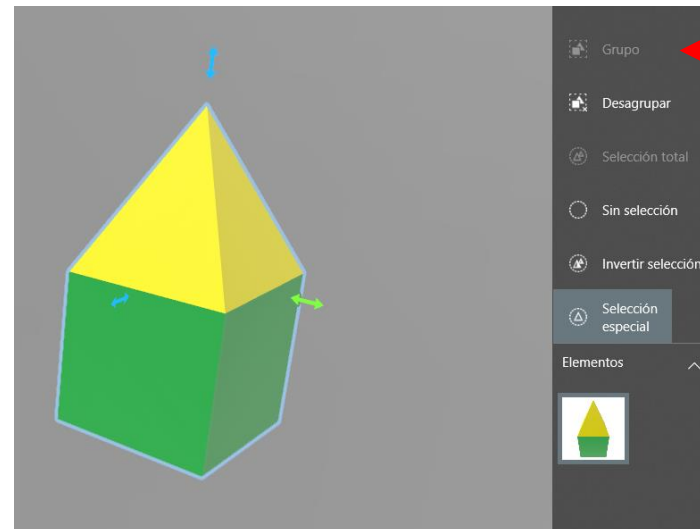 Grupo
Desagrupar
Selección total
Sin selección
Invertir selección
Selección
especial
Elementos